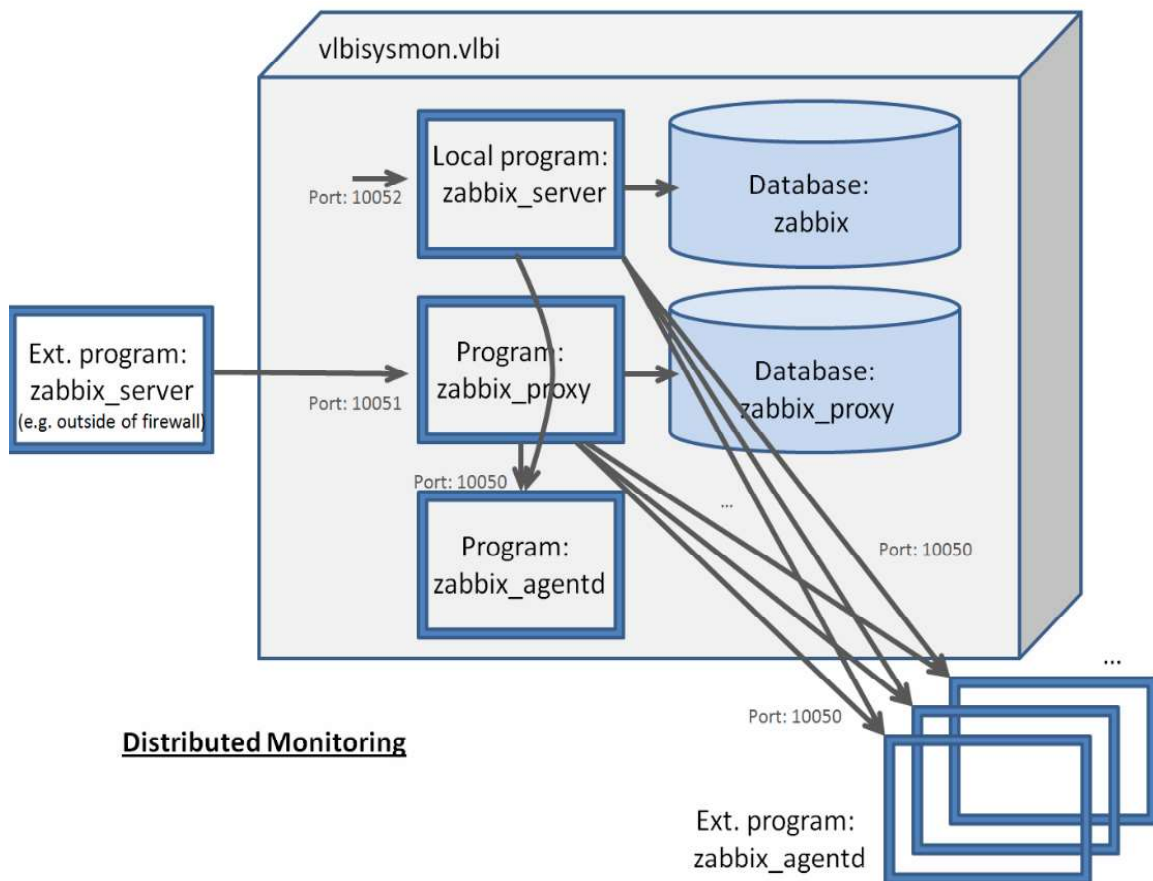 vlbisysmon.vlbi
Local program:
zabbix_server
Port: 10052
Database:
zabbix
Ext. program:
zabbix_server
(e.g. outside of firewall)
Port: 10051
Program:
zabbix_proxy
Database:
zabbix_proxy
Port: 10050
...
Program:
zabbix_agentd
Port: 10050
...
Port: 10050
Distributed Monitoring
Ext. program:
zabbix_agentd